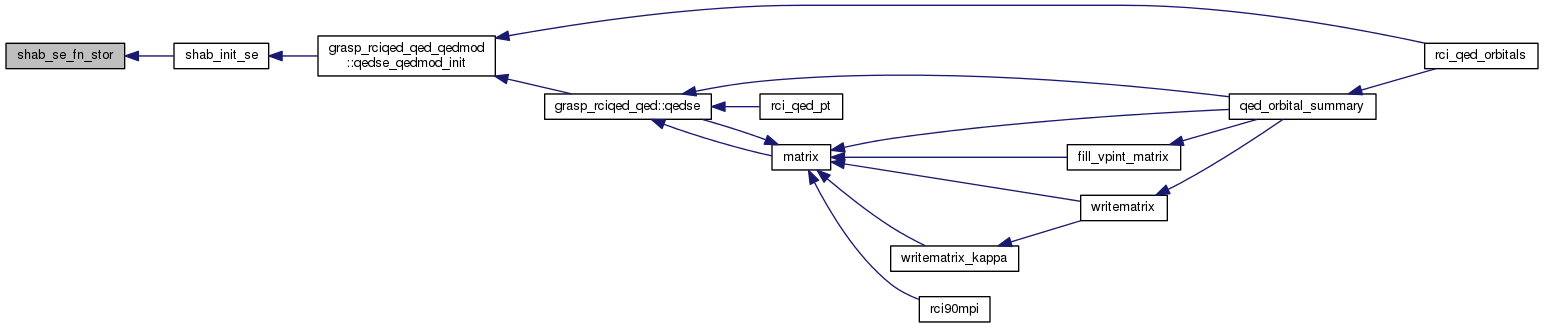 shab_se_fn_stor
shab_init_se
grasp_rciqed_qed_qedmod
::qedse_qedmod_init
rci_qed_orbitals
grasp_rciqed_qed::qedse
rci_qed_pt
qed_orbital_summary
matrix
fill_vpint_matrix
writematrix
writematrix_kappa
rci90mpi